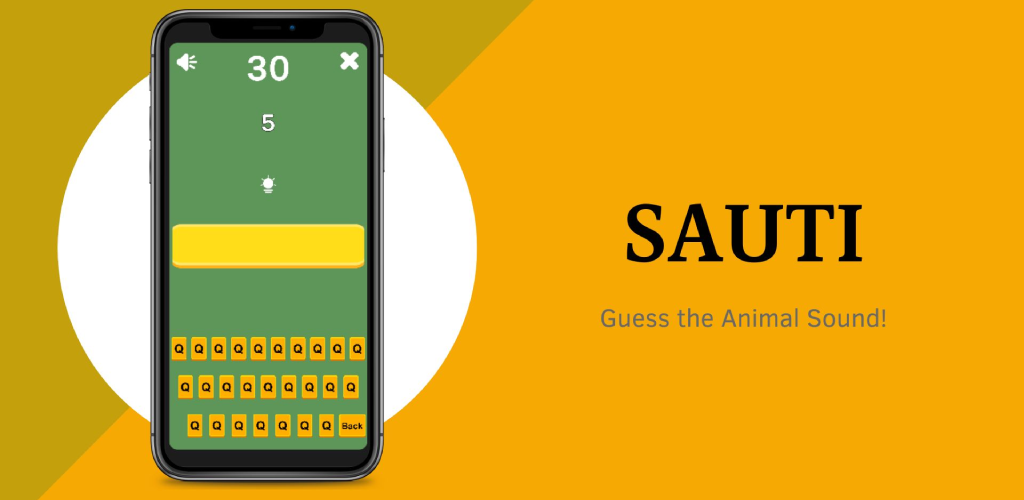 30
5
Q Q Q Q Q Q Q Q Q Q
Q Q Q Q Q Q Q Q Q
Q Q Q Q Q Q Q Back
SAUTI
Guess the Animal Sound!